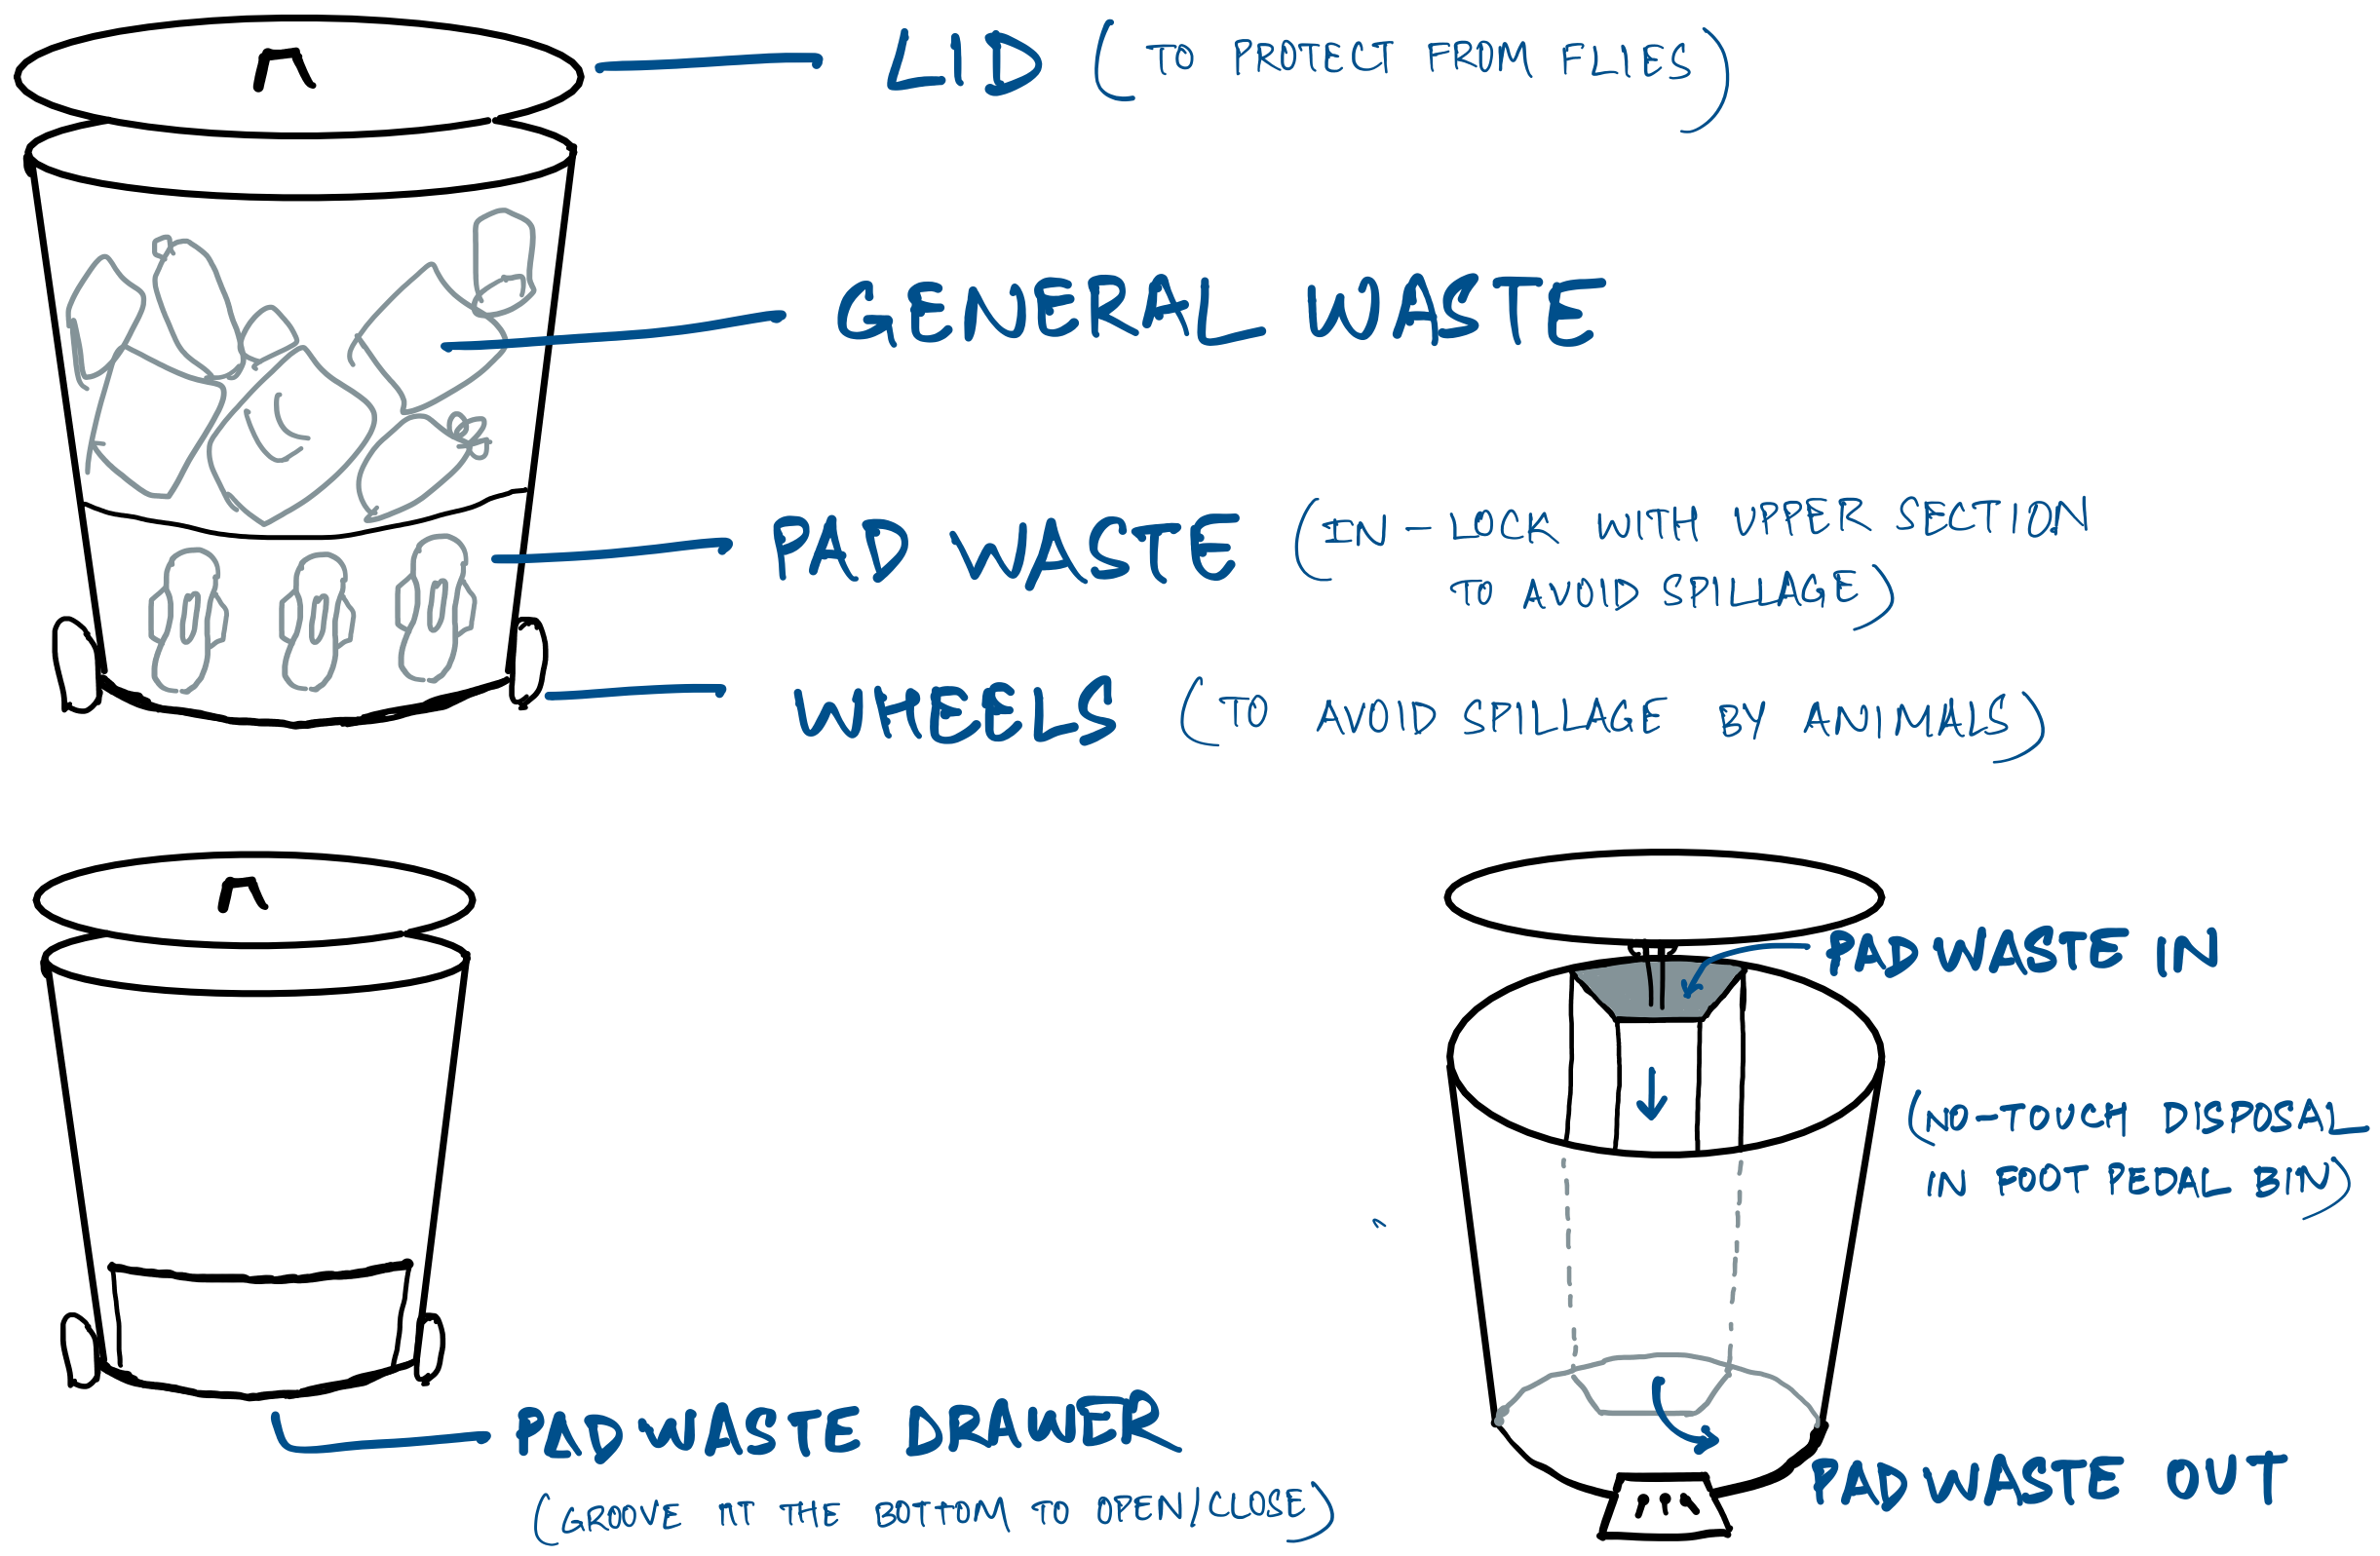 LID (TO PROTECT FROM FLIES)
GENERAL WASTE
PAD WASTE (IN-LOCK WITH UPPER SECTION
TO AVOID SPILLAGE)
WHEELS (TO AVOID SPILLAGE BY ANIMALS)
PAD WASTE IN
(NO-TOUCH DISPOSAL
IN FOOT PEDAL BIN)
PAD WASTE DRAWER
(GROOVE AT THE BOTTOM TO OPEN/CLOSE)
PAD WASTE OUT